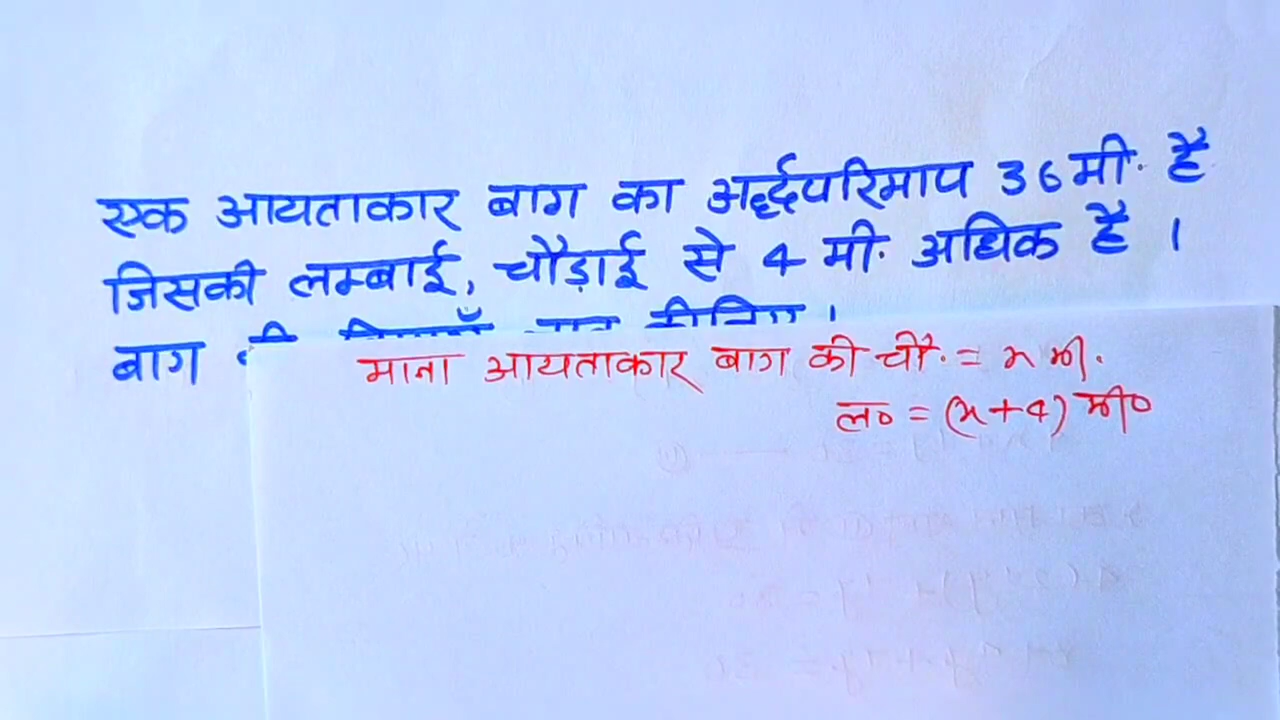 एक आयताकार बाग का अर्द्धपरिमाप 36 मी. है
जिसकी लम्बाई, चौड़ाई से 4 मी. अधिक है ।
बाग
माना आयताकार बाग की चौ. = x मी.
ल० = (x+4) मी०